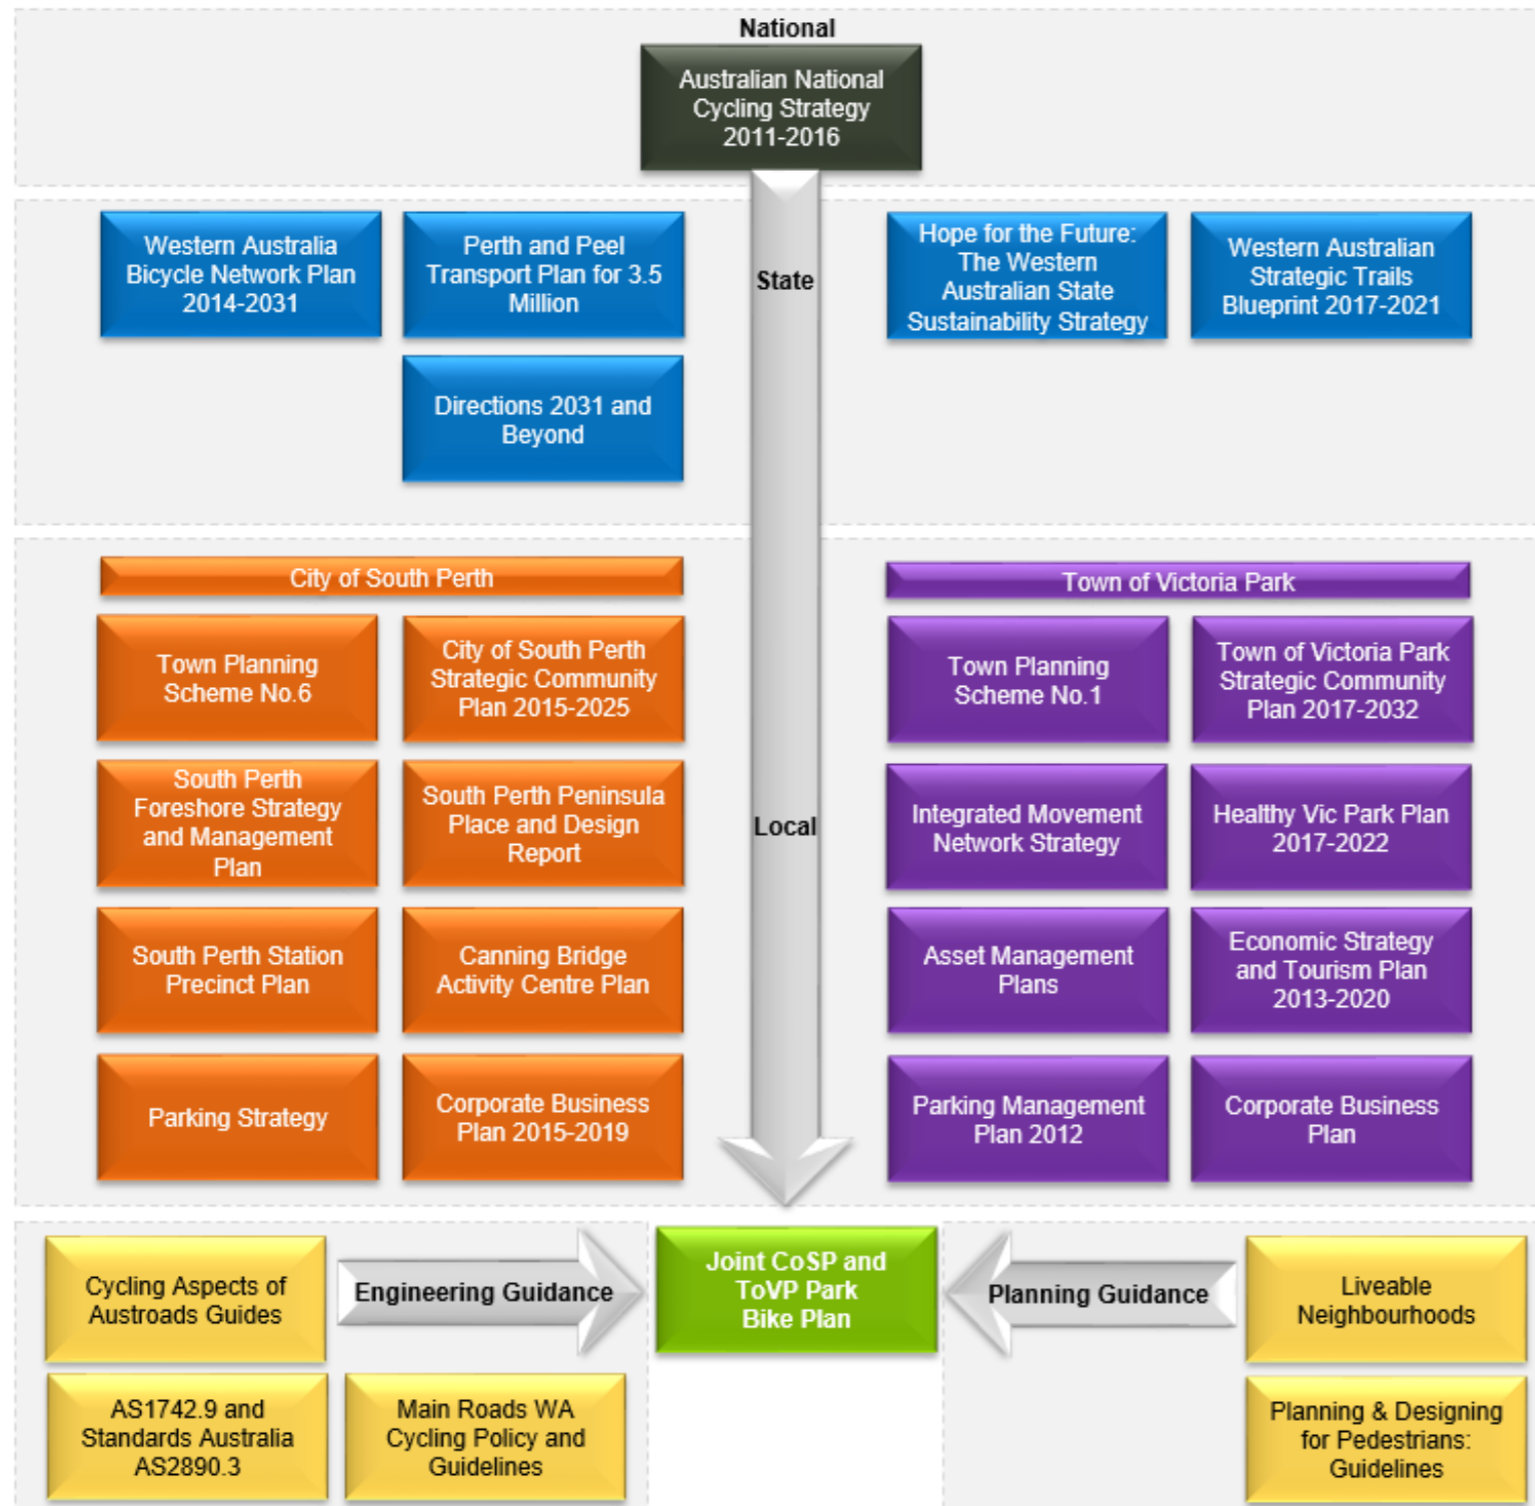 National
Australian National
Cycling Strategy
2011-2016
State
Western Australia
Bicycle Network Plan
2014-2031
Perth and Peel
Transport Plan for 3.5
Million
Hope for the Future:
The Western
Australian State
Sustainability Strategy
Western Australian
Strategic Trails
Blueprint 2017-2021
Directions 2031 and
Beyond
Local
City of South Perth
Town Planning
Scheme No.6
City of South Perth
Strategic Community
Plan 2015-2025
South Perth
Foreshore Strategy
and Management
Plan
South Perth Peninsula
Place and Design
Report
South Perth Station
Precinct Plan
Canning Bridge
Activity Centre Plan
Parking Strategy
Corporate Business
Plan 2015-2019
Town of Victoria Park
Town Planning
Scheme No.1
Town of Victoria Park
Strategic Community
Plan 2017-2032
Integrated Movement
Network Strategy
Healthy Vic Park Plan
2017-2022
Asset Management
Plans
Economic Strategy
and Tourism Plan
2013-2020
Parking Management
Plan 2012
Corporate Business
Plan
Cycling Aspects of
Austroads Guides
Engineering Guidance
Joint CoSP and
ToVP Park
Bike Plan
Planning Guidance
Liveable
Neighbourhoods
AS1742.9 and
Standards Australia
AS2890.3
Main Roads WA
Cycling Policy and
Guidelines
Planning & Designing
for Pedestrians:
Guidelines